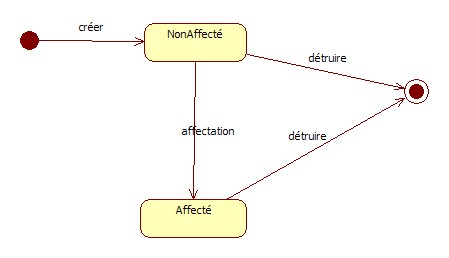 créer
NonAffecté
détruire
affectation
détruire
Affecté